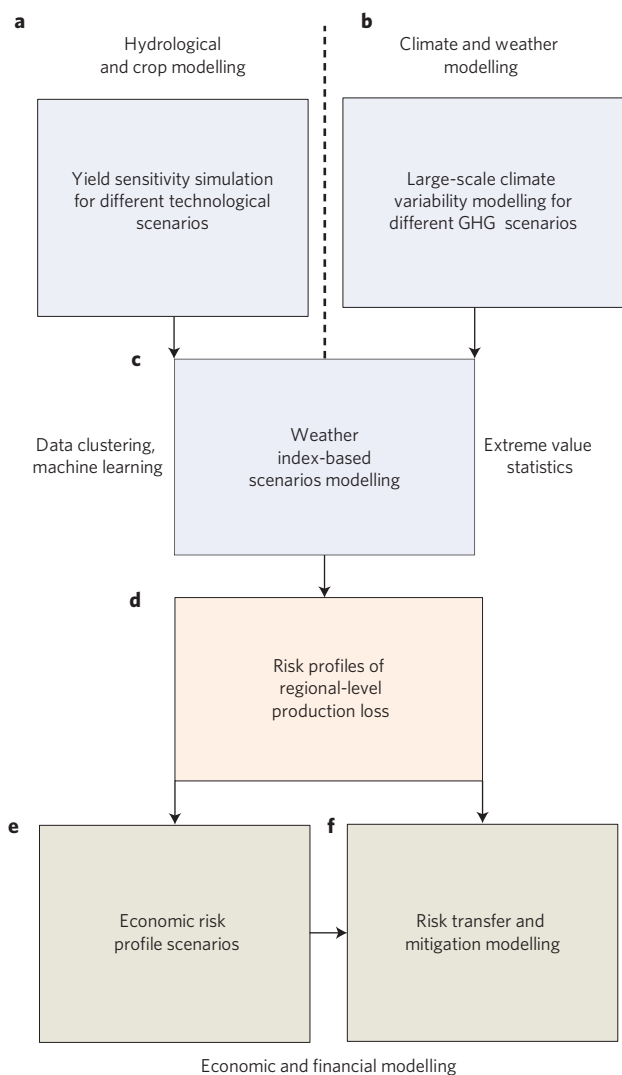 a
Hydrological
and crop modelling
b
Climate and weather
modelling
Yield sensitivity simulation
for different technological
scenarios
Large-scale climate
variability modelling for
different GHG scenarios
c
Data clustering,
machine learning
Weather
index-based
scenarios modelling
Extreme value
statistics
d
Risk profiles of
regional-level
production loss
e
Economic risk
profile scenarios
f
Risk transfer and
mitigation modelling
Economic and financial modelling